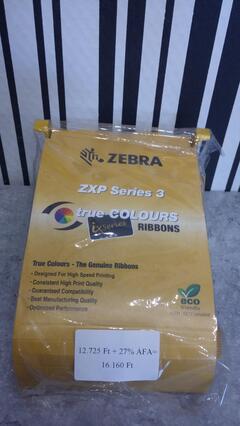 ZEBRA
ZXP Series 3
true COLOURS
ix Series
RIBBONS
True Colours - The Genuine Ribbons
- Designed For High Speed Printing
- Consistent High Print Quality
- Guaranteed Compatibility
- Best Manufacturing Quality
- Optimized Performance
eco
12.725 Ft + 27% ÁFA=
16 160 Ft